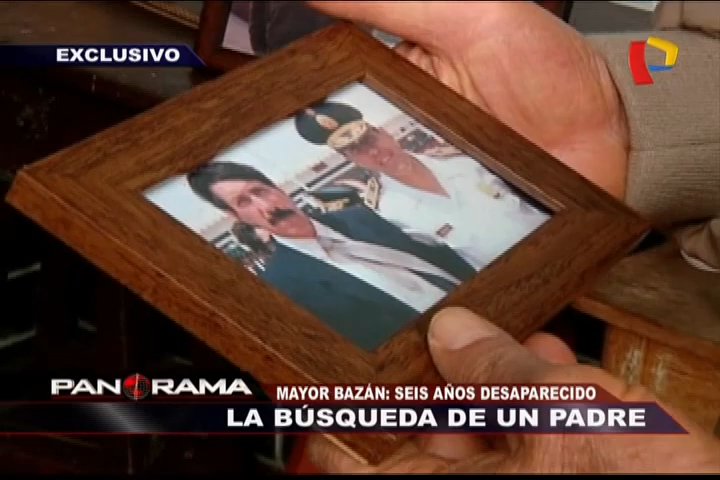 EXCLUSIVO
PANORAMA
MAYOR BAZÁN: SEIS AÑOS DESAPARECIDO
LA BÚSQUEDA DE UN PADRE